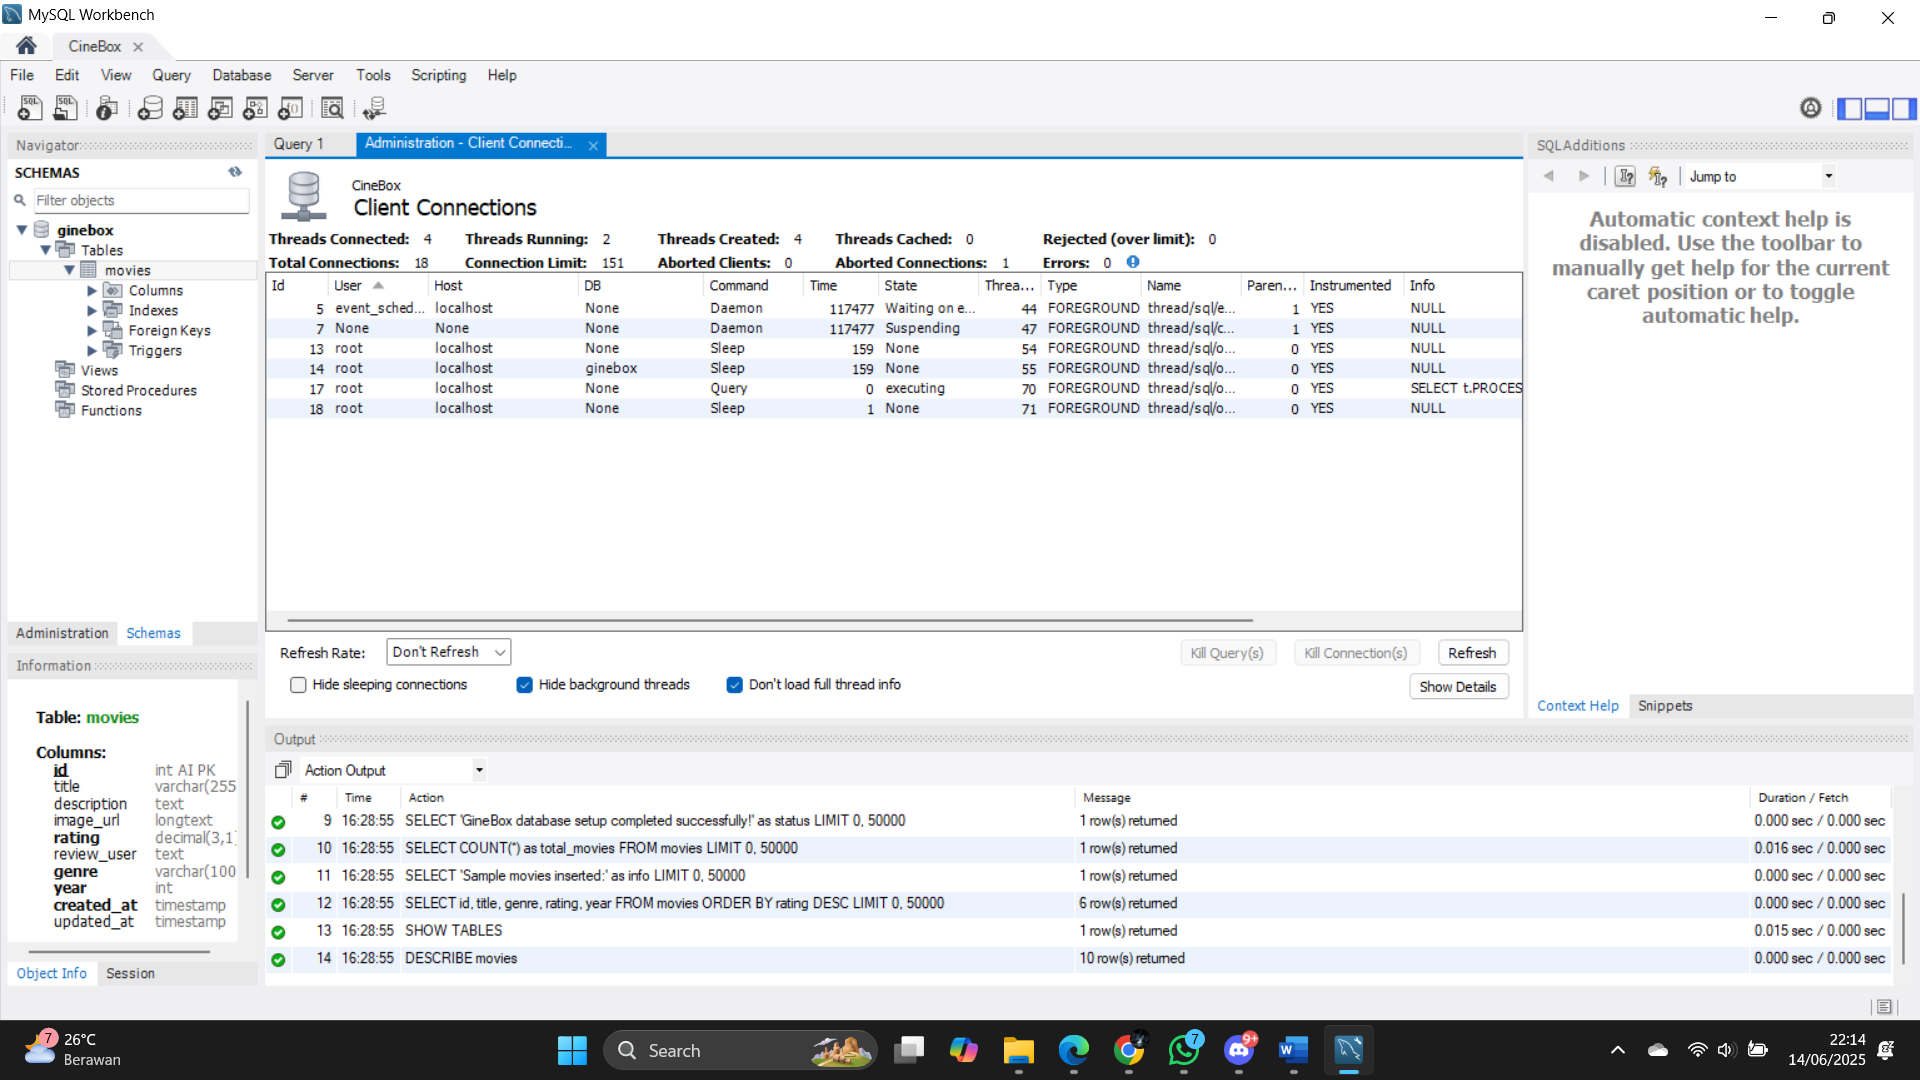 MySQL Workbench
CineBox
File Edit View Query Database Server Tools Scripting Help
Navigator
SCHEMAS
Filter objects
ginebox
Tables
movies
Columns
Indexes
Foreign Keys
Triggers
Views
Stored Procedures
Functions
Administration Schemas
Information
Table: movies
Columns:
id int AI PK
title varchar(255
description text
image_url longtext
rating decimal(3,1)
review_user text
genre varchar(100
year int
created_at timestamp
updated_at timestamp
Object Info Session
Query 1 Administration - Client Connecti...
CineBox
Client Connections
Threads Connected: 4 Threads Running: 2 Threads Created: 4 Threads Cached: 0 Rejected (over limit): 0
Total Connections: 18 Connection Limit: 151 Aborted Clients: 0 Aborted Connections: 1 Errors: 0
Id User Host DB Command Time State Threa... Type Name Paren... Instrumented Info
5 event_sched... localhost None Daemon 117477 Waiting on e... 44 FOREGROUND thread/sql/e... 1 YES NULL
7 None None None Daemon 117477 Suspending 47 FOREGROUND thread/sql/c... 1 YES NULL
13 root localhost None Sleep 159 None 54 FOREGROUND thread/sql/o... 0 YES NULL
14 root localhost ginebox Sleep 159 None 55 FOREGROUND thread/sql/o... 0 YES NULL
17 root localhost None Query 0 executing 70 FOREGROUND thread/sql/o... 0 YES SELECT t.PROCES
18 root localhost None Sleep 1 None 71 FOREGROUND thread/sql/o... 0 YES NULL
Refresh Rate: Don't Refresh Kill Query(s) Kill Connection(s) Refresh
Hide sleeping connections Hide background threads Don't load full thread info Show Details
SQLAdditions
Jump to
Automatic context help is
disabled. Use the toolbar to
manually get help for the current
caret position or to toggle
automatic help.
Context Help Snippets
Output
Action Output
# Time Action Message Duration / Fetch
9 16:28:55 SELECT 'GineBox database setup completed successfully!' as status LIMIT 0, 50000 1 row(s) returned 0.000 sec / 0.000 sec
10 16:28:55 SELECT COUNT(*) as total_movies FROM movies LIMIT 0, 50000 1 row(s) returned 0.016 sec / 0.000 sec
11 16:28:55 SELECT 'Sample movies inserted:' as info LIMIT 0, 50000 1 row(s) returned 0.000 sec / 0.000 sec
12 16:28:55 SELECT id, title, genre, rating, year FROM movies ORDER BY rating DESC LIMIT 0, 50000 6 row(s) returned 0.000 sec / 0.000 sec
13 16:28:55 SHOW TABLES 1 row(s) returned 0.015 sec / 0.000 sec
14 16:28:55 DESCRIBE movies 10 row(s) returned 0.000 sec / 0.000 sec
7 26°C
Berawan
Search
7
9+
22:14
14/06/2025